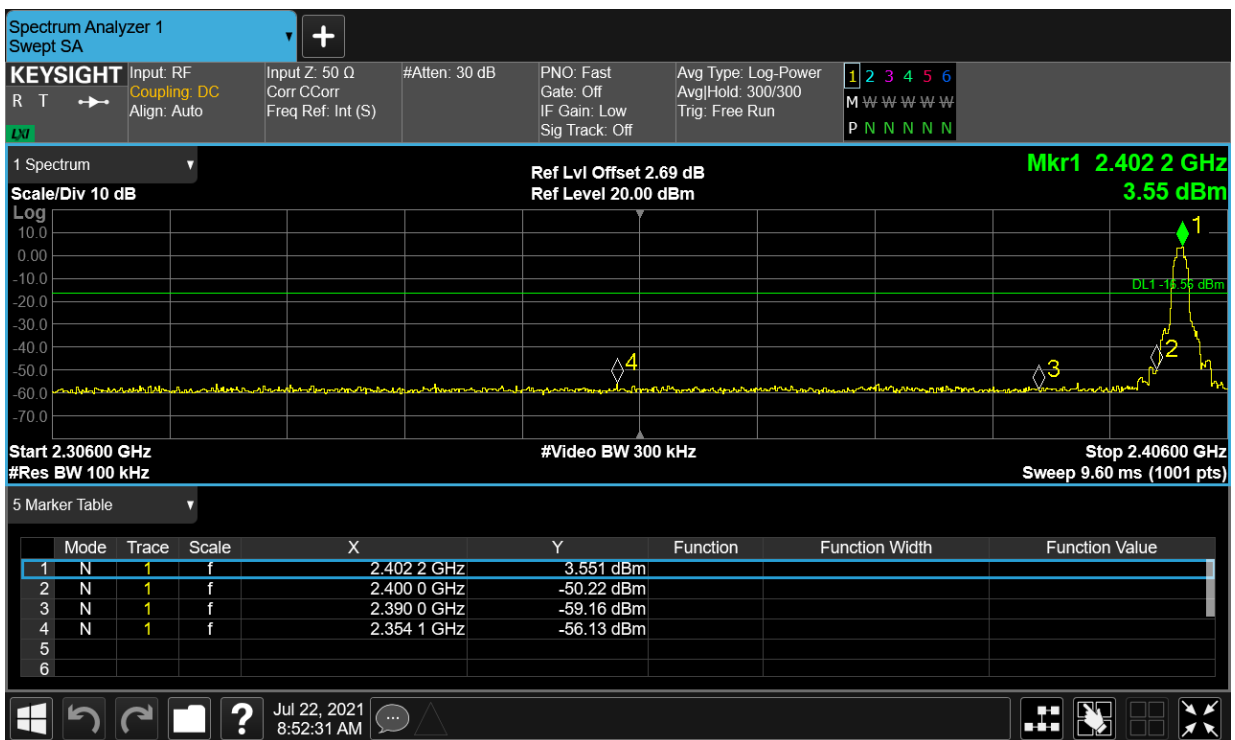 Spectrum Analyzer 1
Swept SA
+
KEYSIGHT Input: RF Input Z: 50 Ω #Atten: 30 dB PNO: Fast Avg Type: Log-Power 1 2 3 4 5 6
R T Coupling: DC Corr CCorr Gate: Off Avg|Hold: 300/300 M W W W W W
Align: Auto Freq Ref: Int (S) IF Gain: Low Trig: Free Run
LXI Sig Track: Off P N N N N N
1 Spectrum Ref Lvl Offset 2.69 dB Mkr1 2.402 2 GHz
Scale/Div 10 dB Ref Level 20.00 dBm 3.55 dBm
Log
10.0 1
0.00
-10.0
DL1 -16.56 dBm
-20.0
-30.0
-40.0
2
4
3
-50.0
-60.0
-70.0
Start 2.30600 GHz #Video BW 300 kHz Stop 2.40600 GHz
#Res BW 100 kHz Sweep 9.60 ms (1001 pts)
5 Marker Table
Mode Trace Scale X Y Function Function Width Function Value
1 N 1 f 2.402 2 GHz 3.551 dBm
2 N 1 f 2.400 0 GHz -50.22 dBm
3 N 1 f 2.390 0 GHz -59.16 dBm
4 N 1 f 2.354 1 GHz -56.13 dBm
5
6
? Jul 22, 2021
8:52:31 AM